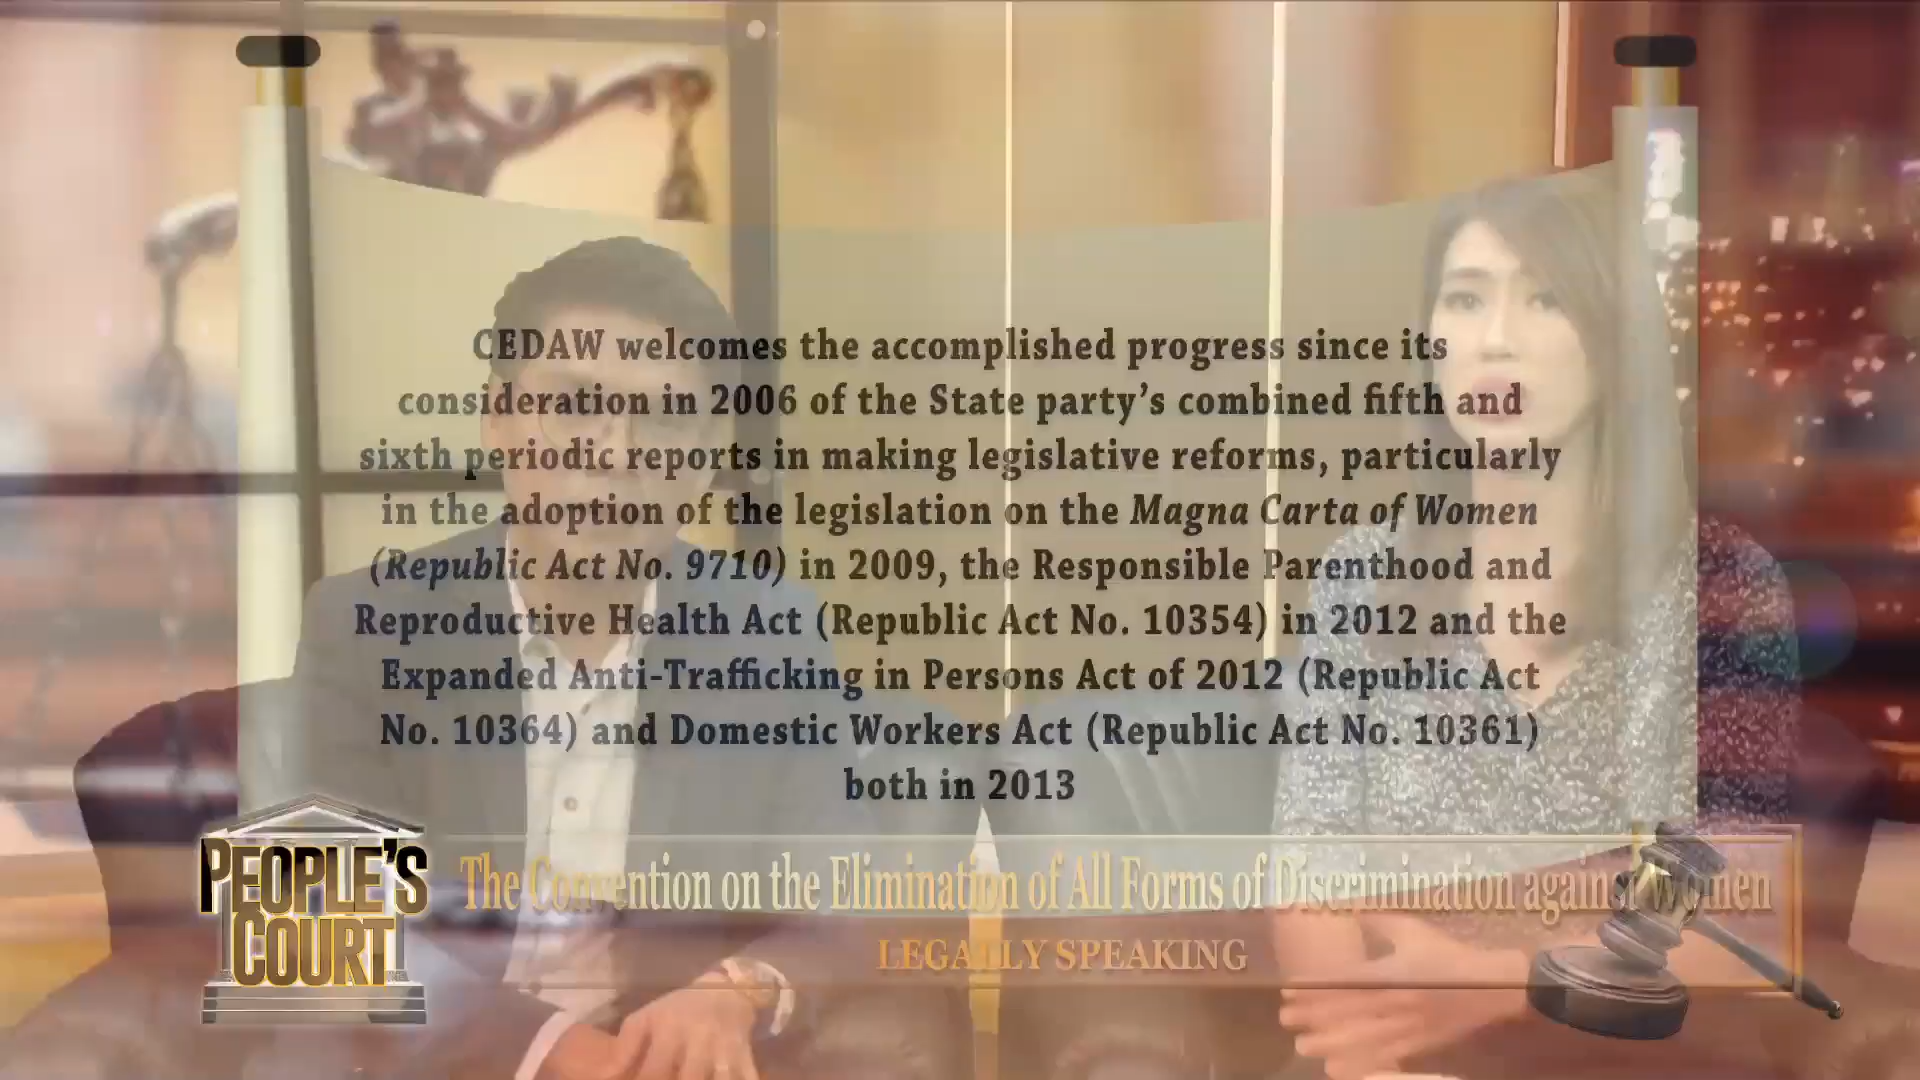 CEDAW welcomes the accomplished progress since its
consideration in 2006 of the State party’s combined fifth and
sixth periodic reports in making legislative reforms, particularly
in the adoption of the legislation on the Magna Carta of Women
(Republic Act No. 9710) in 2009, the Responsible Parenthood and
Reproductive Health Act (Republic Act No. 10354) in 2012 and the
Expanded Anti-Trafficking in Persons Act of 2012 (Republic Act
No. 10364) and Domestic Workers Act (Republic Act No. 10361)
both in 2013
PEOPLE'S
COURT
The Convention on the Elimination of All Forms of Discrimination against Women
LEGALLY SPEAKING